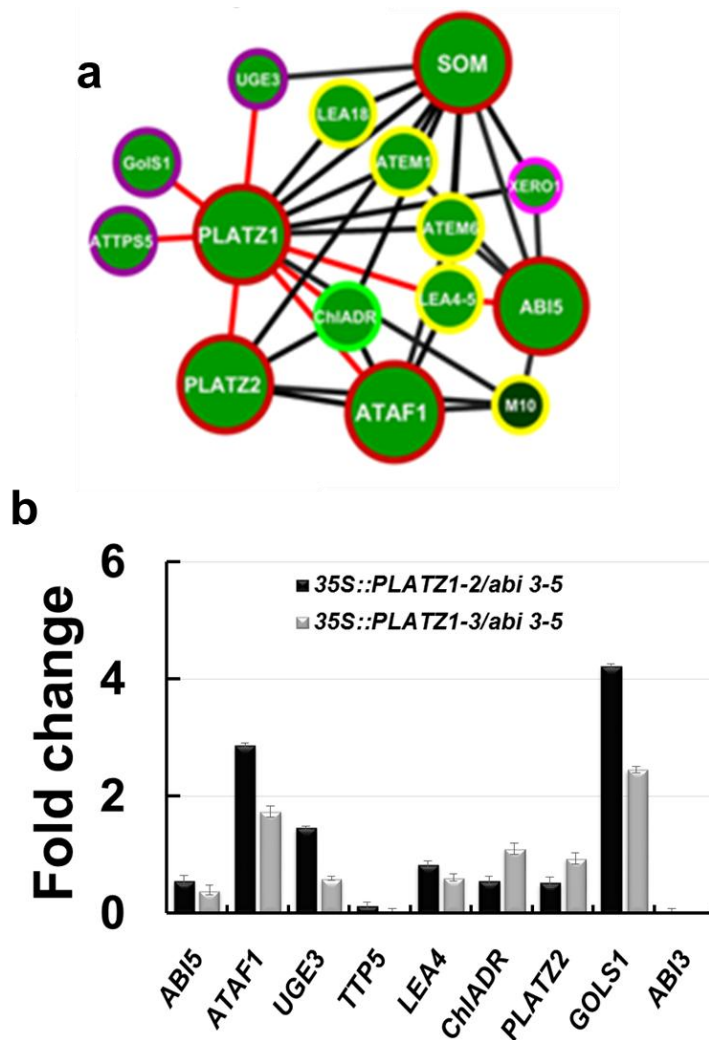 a
SOM
UGE3
LEA18
GolS1
ATEM1
XERO1
ATTPS5
PLATZ1
ATEM6
LEA4-5
ABI5
ChlADR
PLATZ2
ATAF1
M10
b
6
35S::PLATZ1-2/abi 3-5
35S::PLATZ1-3/abi 3-5
4
Fold change
2
0
ABI5
ATAF1
UGE3
TTP5
LEA4
ChlADR
PLATZ2
GOLS1
ABI3